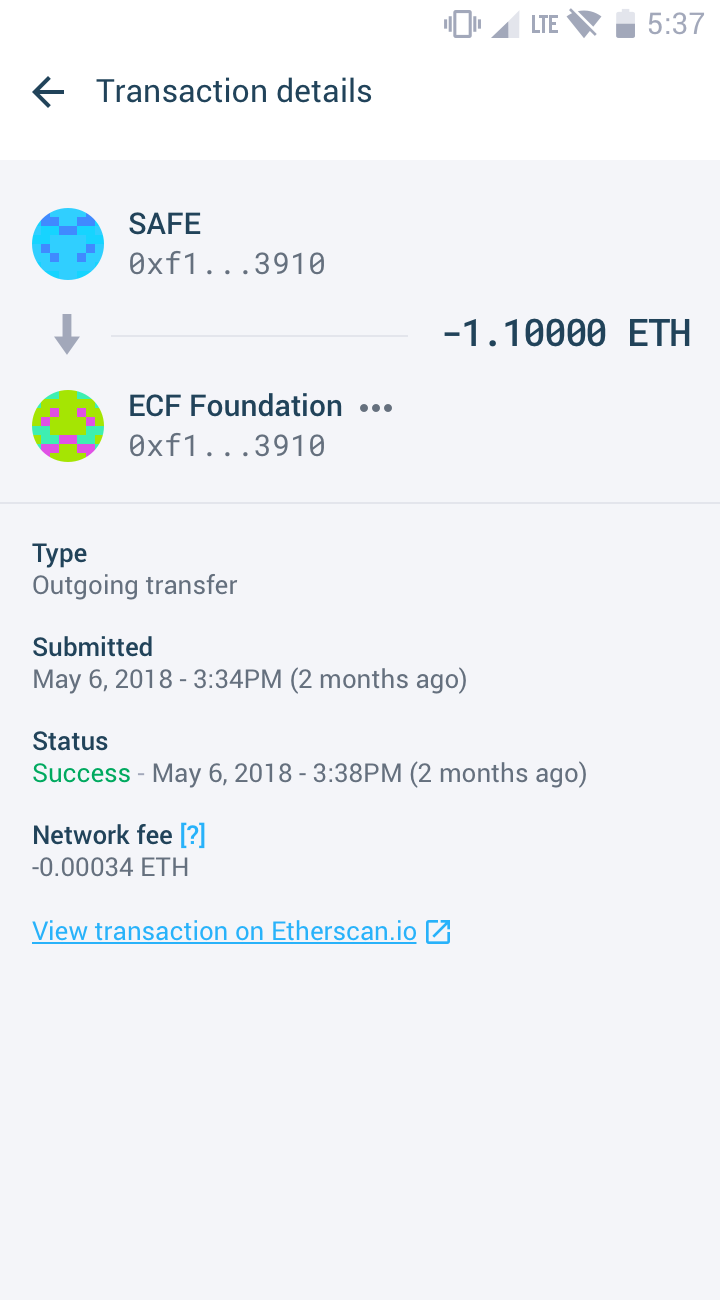 LTE 5:37
Transaction details
SAFE
0xf1...3910
-1.10000 ETH
ECF Foundation
0xf1...3910
Type
Outgoing transfer
Submitted
May 6, 2018 - 3:34PM (2 months ago)
Status
Success - May 6, 2018 - 3:38PM (2 months ago)
Network fee [?]
-0.00034 ETH
View transaction on Etherscan.io